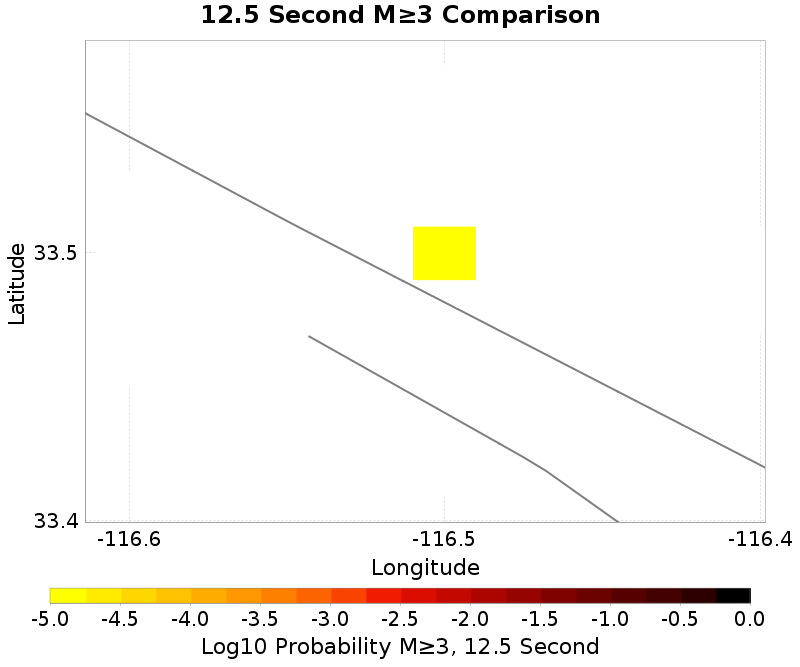 12.5 Second M≥3 Comparison
Latitude
33.5
33.4
-116.6 -116.5 -116.4
Longitude
-5.0 -4.5 -4.0 -3.5 -3.0 -2.5 -2.0 -1.5 -1.0 -0.5 0.0
Log10 Probability M≥3, 12.5 Second